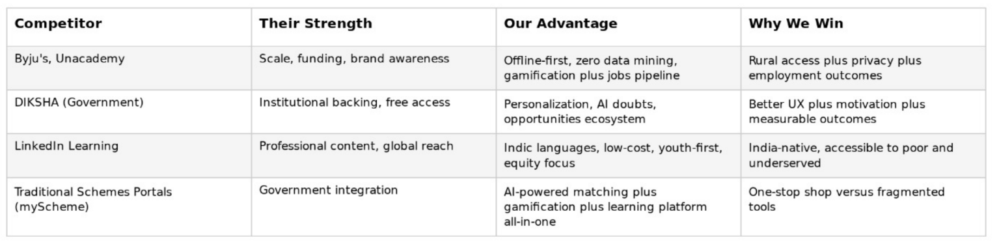 Competitor
Their Strength
Our Advantage
Why We Win
Byju's, Unacademy
Scale, funding, brand awareness
Offline-first, zero data mining,
gamification plus jobs pipeline
Rural access plus privacy plus
employment outcomes
DIKSHA (Government)
Institutional backing, free access
Personalization, AI doubts,
opportunities ecosystem
Better UX plus motivation plus
measurable outcomes
LinkedIn Learning
Professional content, global reach
Indic languages, low-cost, youth-first,
equity focus
India-native, accessible to poor and
underserved
Traditional Schemes Portals
(myScheme)
Government integration
AI-powered matching plus
gamification plus learning platform
all-in-one
One-stop shop versus fragmented
tools